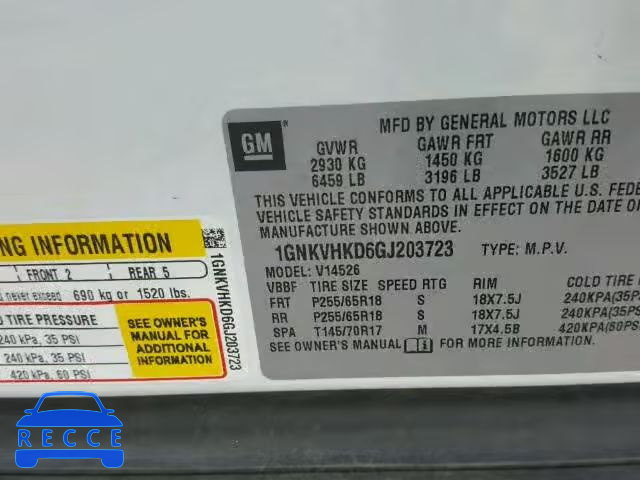 MFD BY GENERAL MOTORS LLC
GM
GVWR GAWR FRT GAWR RR
2930 KG 1450 KG 1600 KG
6459 LB 3196 LB 3527 LB
THIS VEHICLE CONFORMS TO ALL APPLICABLE U.S. FEDE
VEHICLE SAFETY STANDARDS IN EFFECT ON THE DATE OF
MANUFACTURE SHOWN ABOVE.
1GNKVHKD6GJ203723 TYPE: M.P.V.
MODEL: V14526
VBBF TIRE SIZE SPEED RTG RIM COLD TIRE
FRT P255/65R18 S 18X7.5J 240KPA(35P
RR P255/65R18 S 18X7.5J 240KPA(35PS
SPA T145/70R17 M 17X4.5B 420KPA(60PS
SEE OWNER'S MANUAL FOR MORE INFORMATION.
NG INFORMATION
FRONT 2 REAR 5
never exceed 690 kg or 1520 lbs.
TIRE PRESSURE
240 kPa, 35 PSI
240 kPa, 35 PSI
420 kPa, 60 PSI
SEE OWNER'S
MANUAL FOR
ADDITIONAL
INFORMATION
1GNKVHKD6GJ203723
RECCE